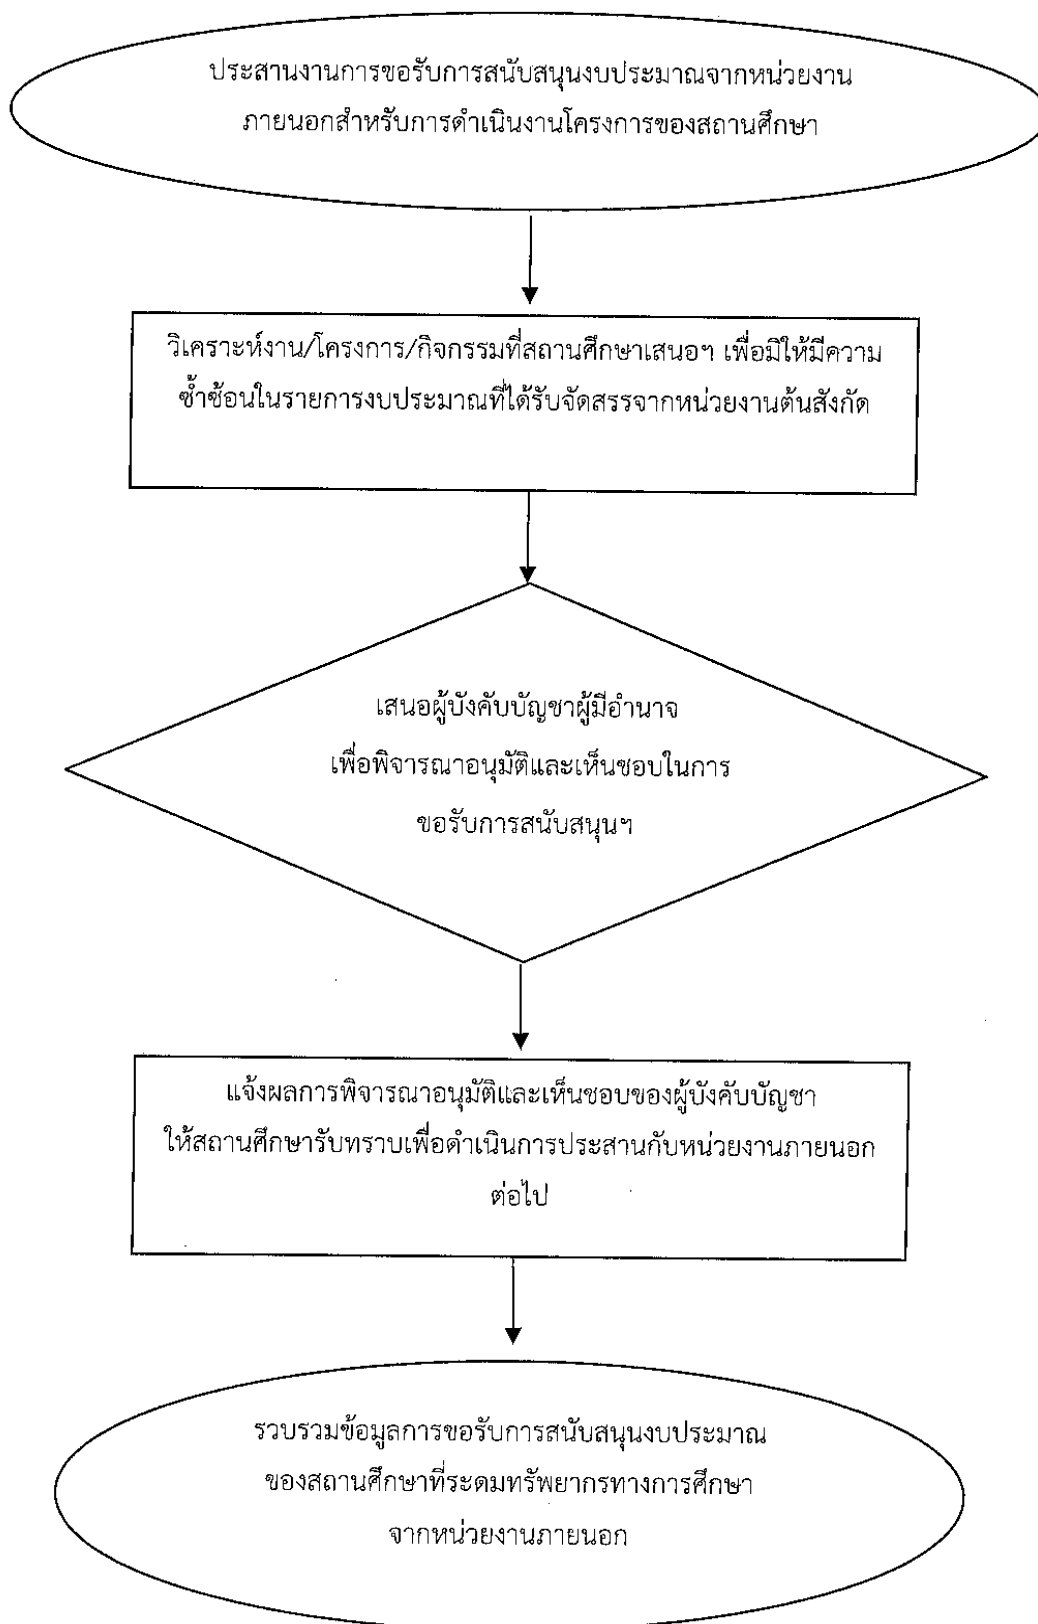 ประสานงานการขอรับการสนับสนุนงบประมาณจากหน่วยงาน
ภายนอกสำหรับการดำเนินงานโครงการของสถานศึกษา
วิเคราะห์งาน/โครงการ/กิจกรรมที่สถานศึกษาเสนอฯ เพื่อมิให้มีความ
ซ้ำซ้อนในรายการงบประมาณที่ได้รับจัดสรรจากหน่วยงานต้นสังกัด
เสนอผู้บังคับบัญชาผู้มีอำนาจ
เพื่อพิจารณาอนุมัติและเห็นชอบในการ
ขอรับการสนับสนุนฯ
แจ้งผลการพิจารณาอนุมัติและเห็นชอบของผู้บังคับบัญชา
ให้สถานศึกษารับทราบเพื่อดำเนินการประสานกับหน่วยงานภายนอก
ต่อไป
รวบรวมข้อมูลการขอรับการสนับสนุนงบประมาณ
ของสถานศึกษาที่ระดมทรัพยากรทางการศึกษา
จากหน่วยงานภายนอก